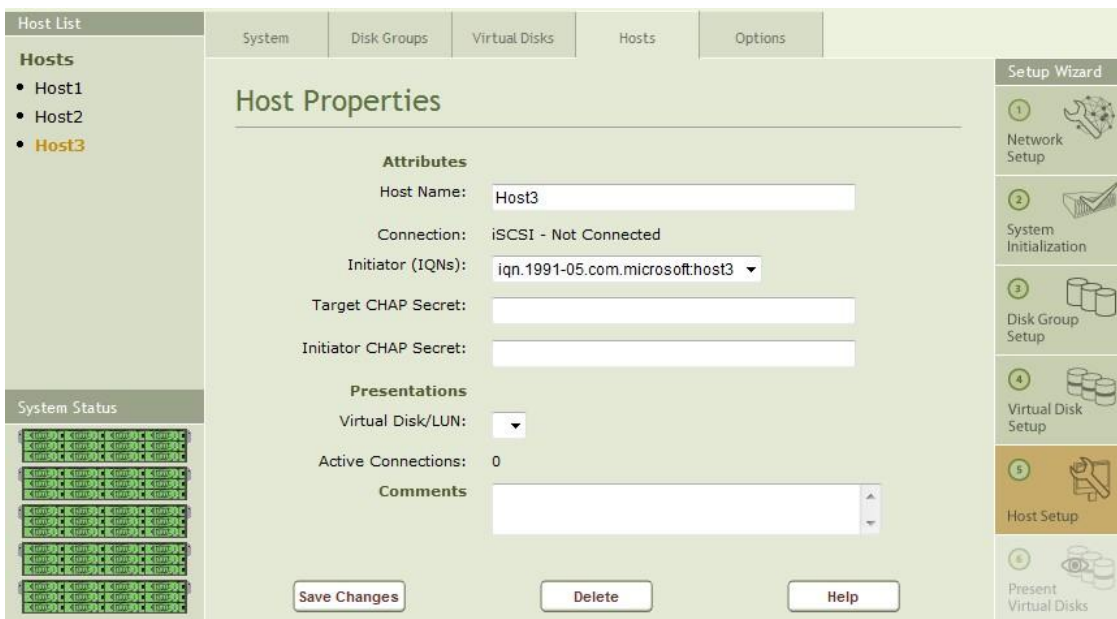 Host List
Hosts
Host1
Host2
Host3
System Status
System
Disk Groups
Virtual Disks
Hosts
Options
Host Properties
Attributes
Host Name: Host3
Connection: iSCSI - Not Connected
Initiator (IQNs): iqn.1991-05.com.microsoft:host3
Target CHAP Secret:
Initiator CHAP Secret:
Presentations
Virtual Disk/LUN:
Active Connections: 0
Comments
Save Changes
Delete
Help
Setup Wizard
1
Network
Setup
2
System
Initialization
3
Disk Group
Setup
4
Virtual Disk
Setup
5
Host Setup
6
Present
Virtual Disks